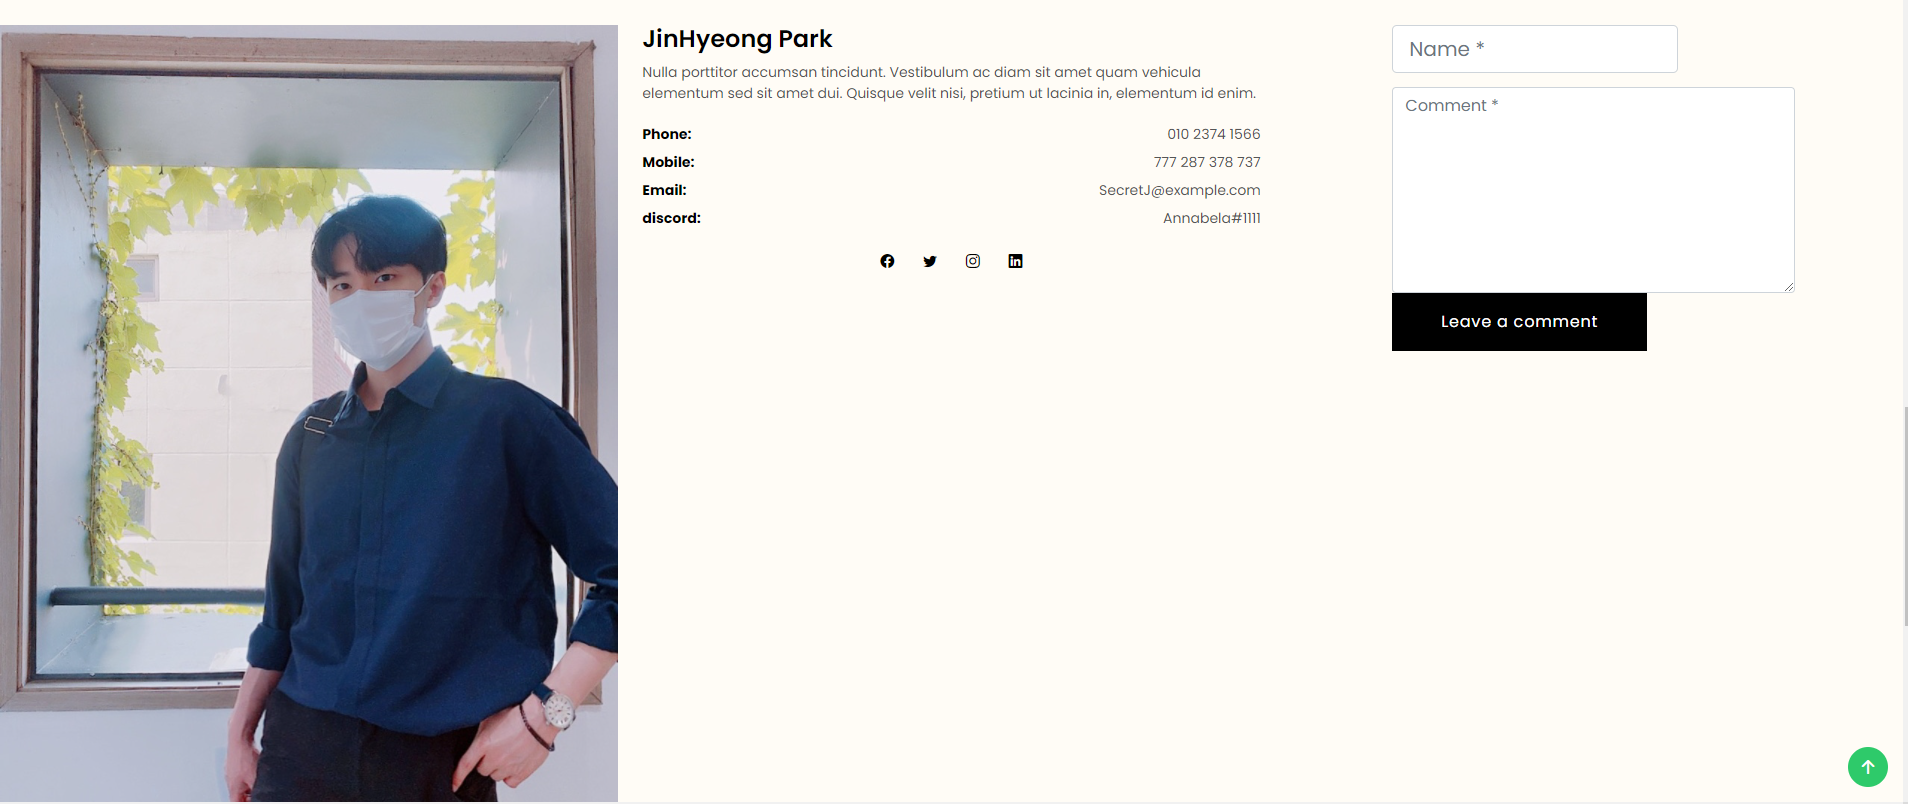 JinHyeong Park
Nulla porttitor accumsan tincidunt. Vestibulum ac diam sit amet quam vehicula
elementum sed sit amet dui. Quisque velit nisi, pretium ut lacinia in, elementum id enim.
Phone: 010 2374 1566
Mobile: 777 287 378 737
Email: SecretJ@example.com
discord: Annabela#1111
Name *
Comment *
Leave a comment